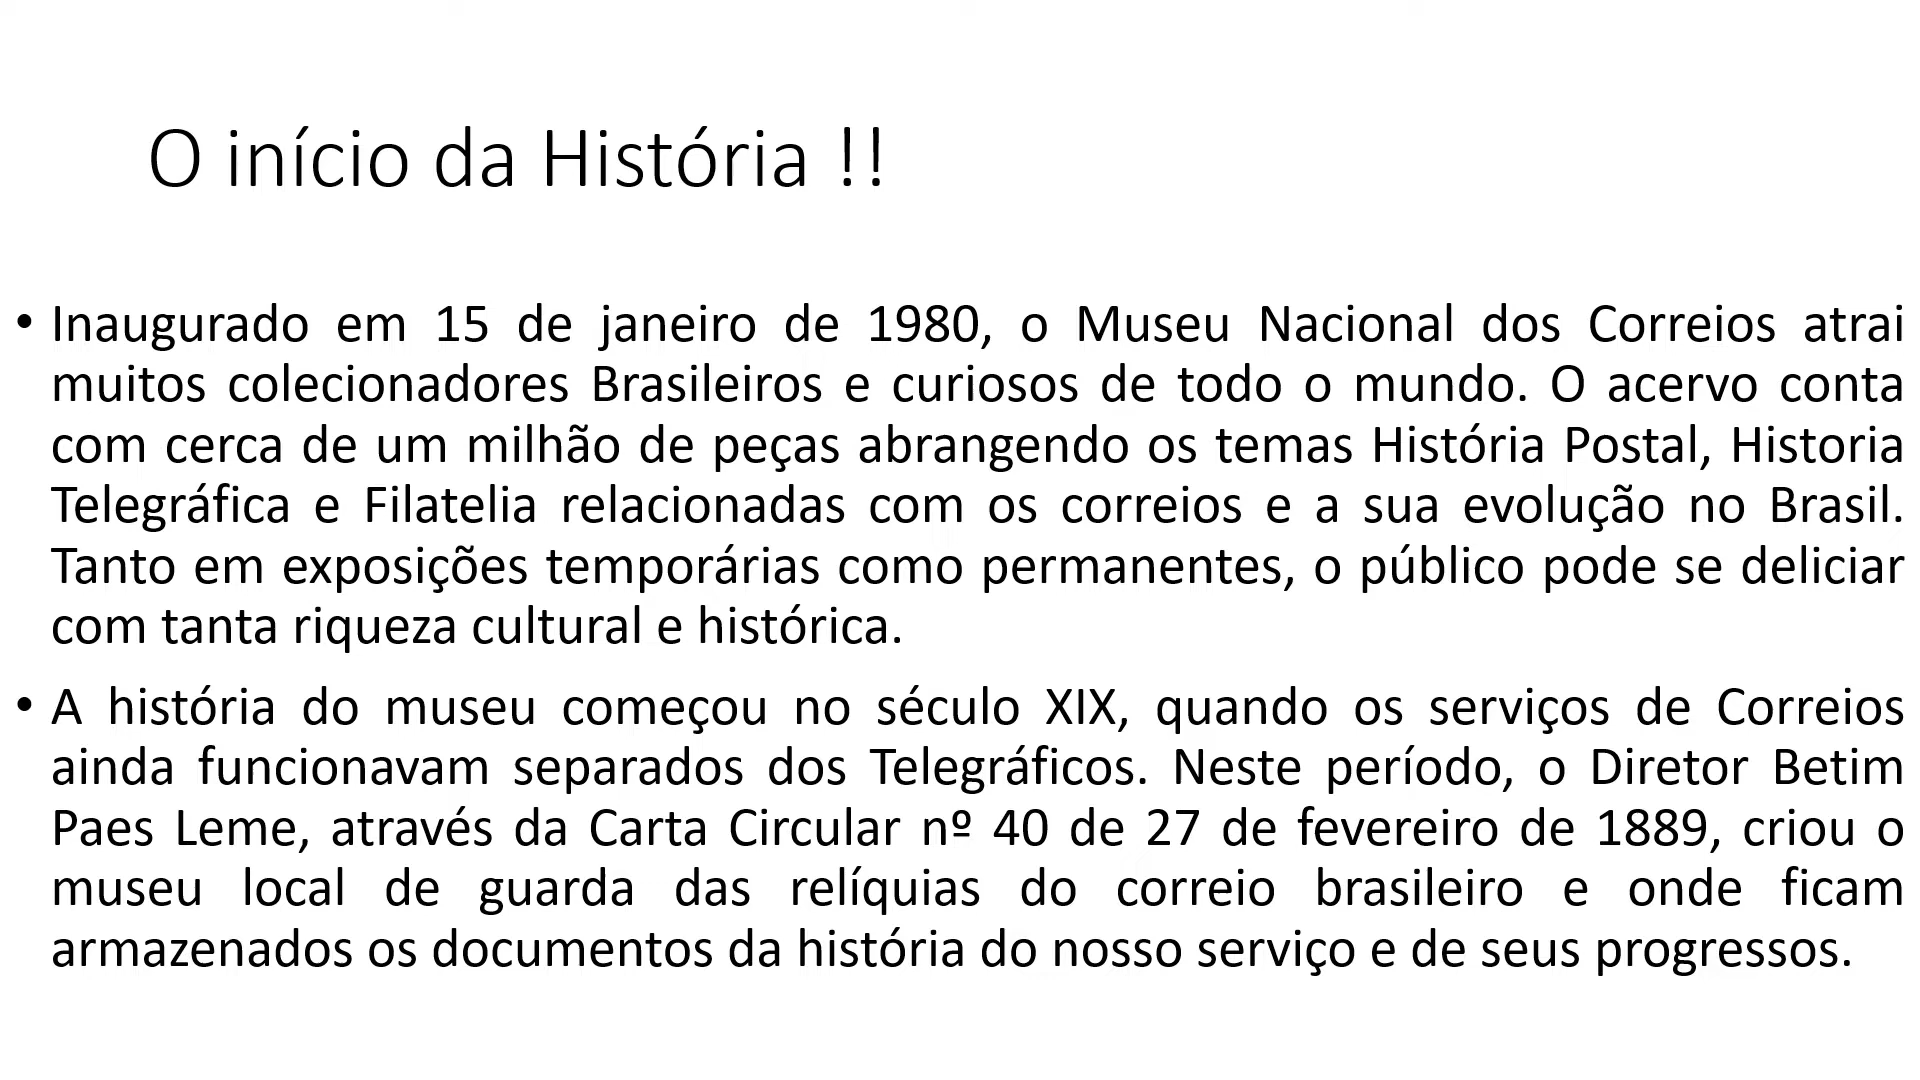 O início da História !!
• Inaugurado em 15 de janeiro de 1980, o Museu Nacional dos Correios atrai
muitos colecionadores Brasileiros e curiosos de todo o mundo. O acervo conta
com cerca de um milhão de peças abrangendo os temas História Postal, Historia
Telegráfica e Filatelia relacionadas com os correios e a sua evolução no Brasil.
Tanto em exposições temporárias como permanentes, o público pode se deliciar
com tanta riqueza cultural e histórica.
• A história do museu começou no século XIX, quando os serviços de Correios
ainda funcionavam separados dos Telegráficos. Neste período, o Diretor Betim
Paes Leme, através da Carta Circular nº 40 de 27 de fevereiro de 1889, criou o
museu local de guarda das relíquias do correio brasileiro e onde ficam
armazenados os documentos da história do nosso serviço e de seus progressos.